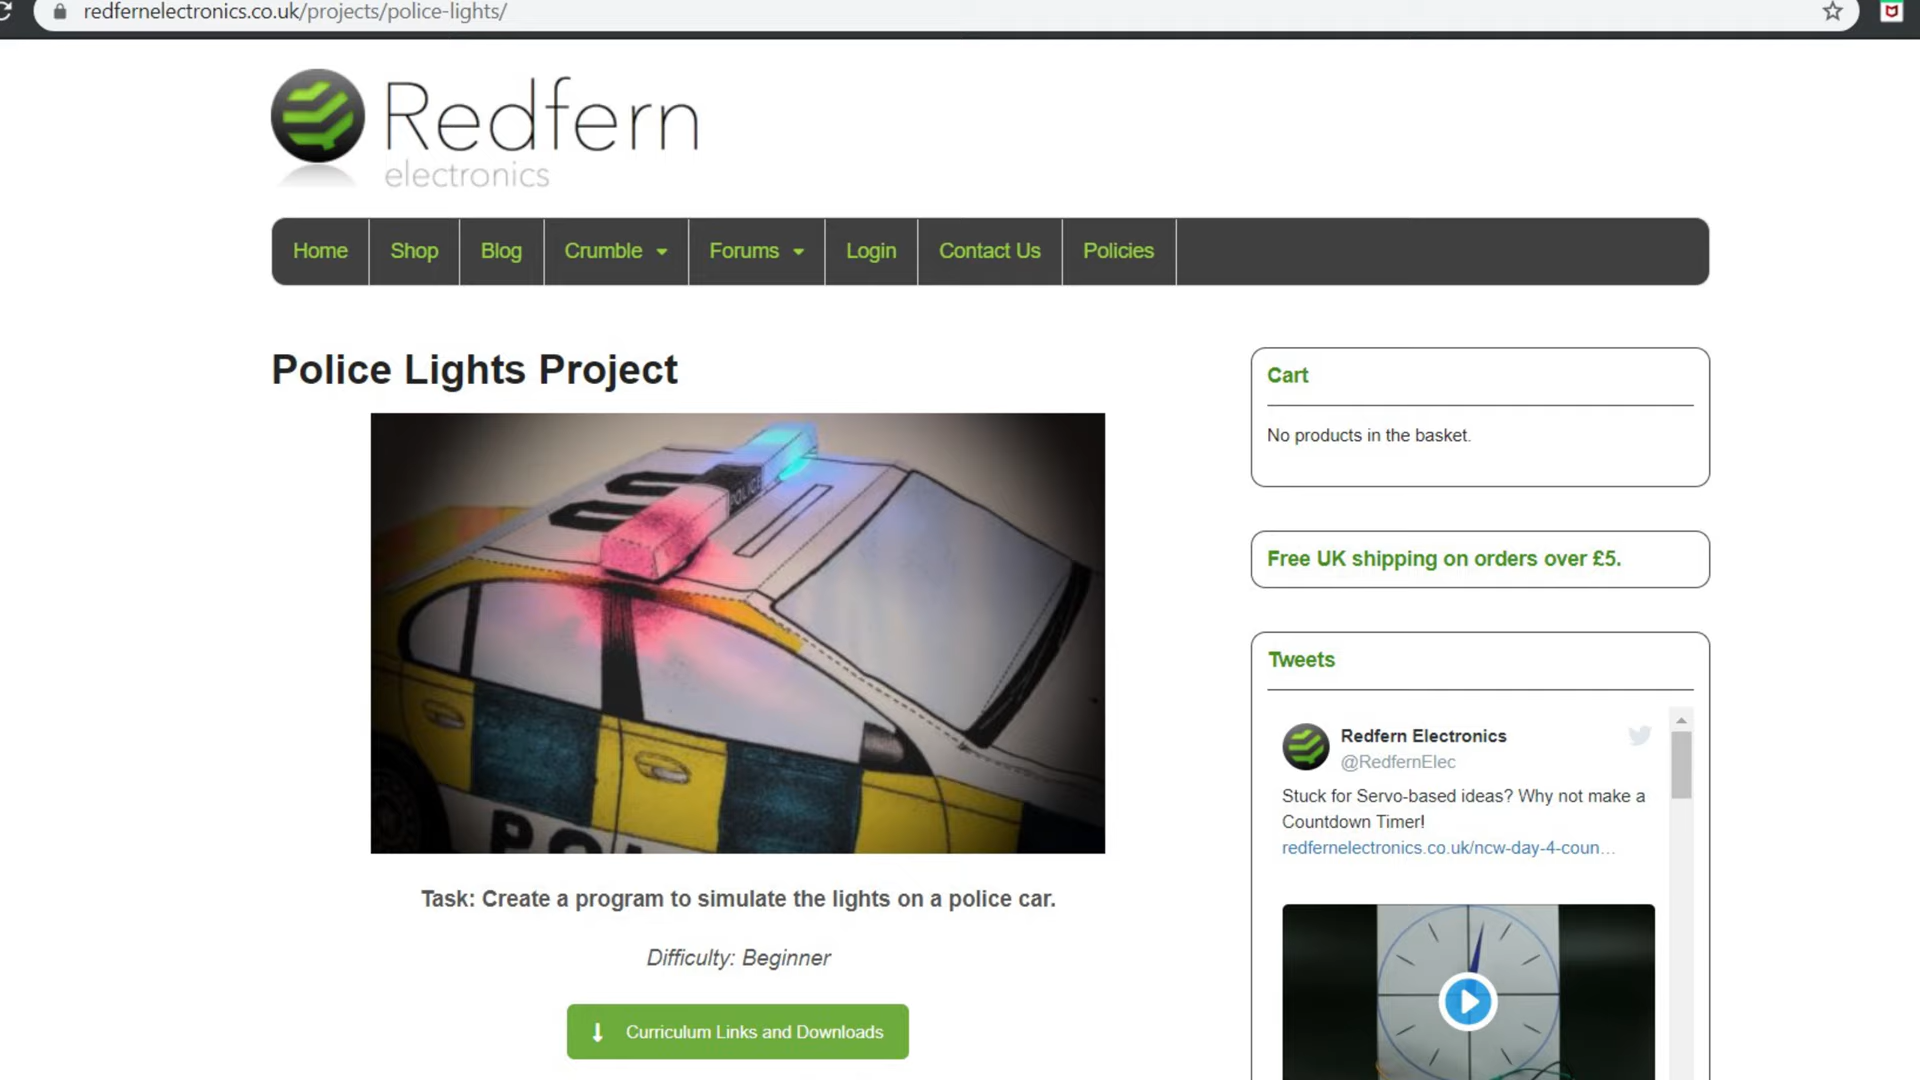 redfernelectronics.co.uk/projects/police-lights/
Redfern
electronics
Home Shop Blog Crumble Forums Login Contact Us Policies
Police Lights Project
POLICE
Task: Create a program to simulate the lights on a police car.
Difficulty: Beginner
Curriculum Links and Downloads
Cart
No products in the basket.
Free UK shipping on orders over £5.
Tweets
Redfern Electronics
@RedfernElec
Stuck for Servo-based ideas? Why not make a
Countdown Timer!
redfernelectronics.co.uk/ncw-day-4-coun…